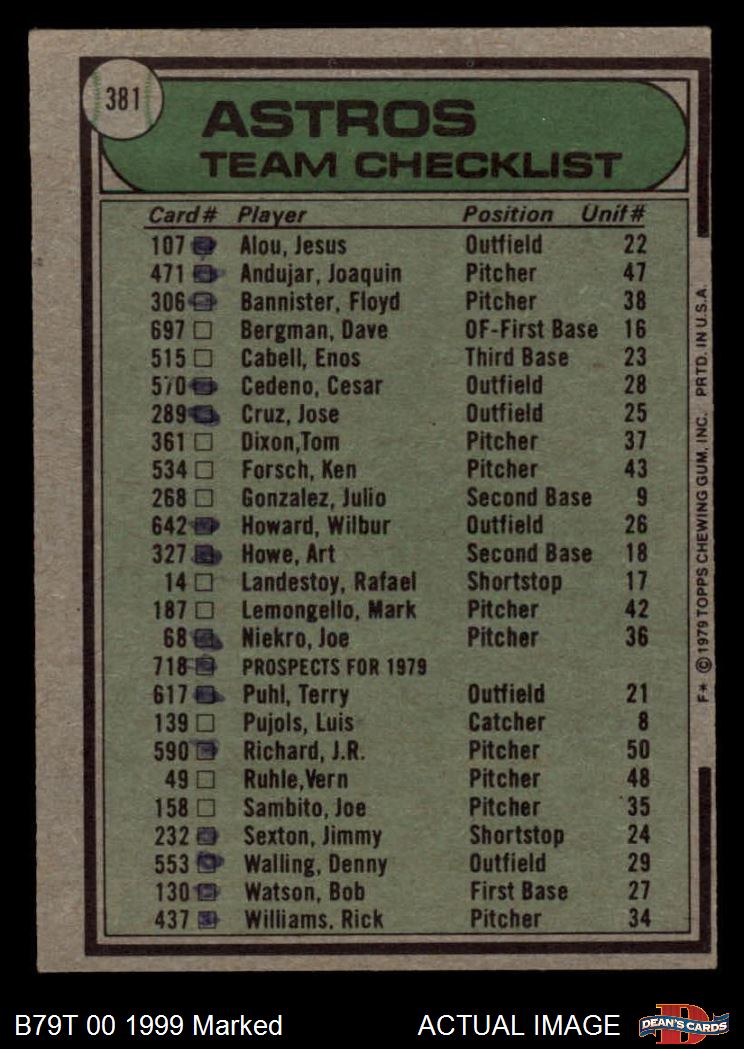 381
ASTROS
TEAM CHECKLIST
Card # Player Position Unif #
107 Alou, Jesus Outfield 22
471 Andujar, Joaquin Pitcher 47
306 Bannister, Floyd Pitcher 38
697 Bergman, Dave OF-First Base 16
515 Cabell, Enos Third Base 23
570 Cedeno, Cesar Outfield 28
289 Cruz, Jose Outfield 25
361 Dixon,Tom Pitcher 37
534 Forsch, Ken Pitcher 43
268 Gonzalez, Julio Second Base 9
642 Howard, Wilbur Outfield 26
327 Howe, Art Second Base 18
14 Landestoy, Rafael Shortstop 17
187 Lemongello, Mark Pitcher 42
68 Niekro, Joe Pitcher 36
718 PROSPECTS FOR 1979
617 Puhl, Terry Outfield 21
139 Pujols, Luis Catcher 8
590 Richard, J.R. Pitcher 50
49 Ruhle,Vern Pitcher 48
158 Sambito, Joe Pitcher 35
232 Sexton, Jimmy Shortstop 24
553 Walling, Denny Outfield 29
130 Watson, Bob First Base 27
437 Williams, Rick Pitcher 34
F* © 1979 TOPPS CHEWING GUM, INC. PRTD. IN U.S.A.
B79T 00 1999 Marked ACTUAL IMAGE
DEAN'S CARDS